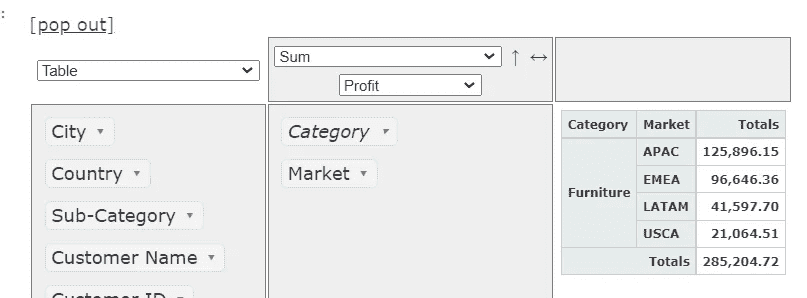 : [pop out]
Table ▾
Sum ▾ ↑ ↔
Profit ▾
City ▾
Country ▾
Sub-Category ▾
Customer Name ▾
Customer ID ▾
Category ▾
Market ▾
Category Market Totals
Furniture
APAC 125,896.15
EMEA 96,646.36
LATAM 41,597.70
USCA 21,064.51
Totals 285,204.72